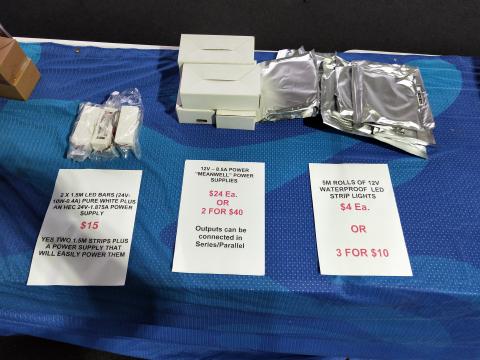 2 X 1.5M LED BARS (24V-
10W-0.4A) PURE WHITE PLUS
AN HEC 24V-1.875A POWER
SUPPLY
$15
YES TWO 1.5M STRIPS PLUS
A POWER SUPPLY THAT
WILL EASILY POWER THEM
12V – 8.5A POWER
"MEANWELL" POWER
SUPPLIES
$24 Ea.
OR
2 FOR $40
Outputs can be
connected in
Series/Parallel
5M ROLLS OF 12V
WATERPROOF LED
STRIP LIGHTS
$4 Ea.
OR
3 FOR $10